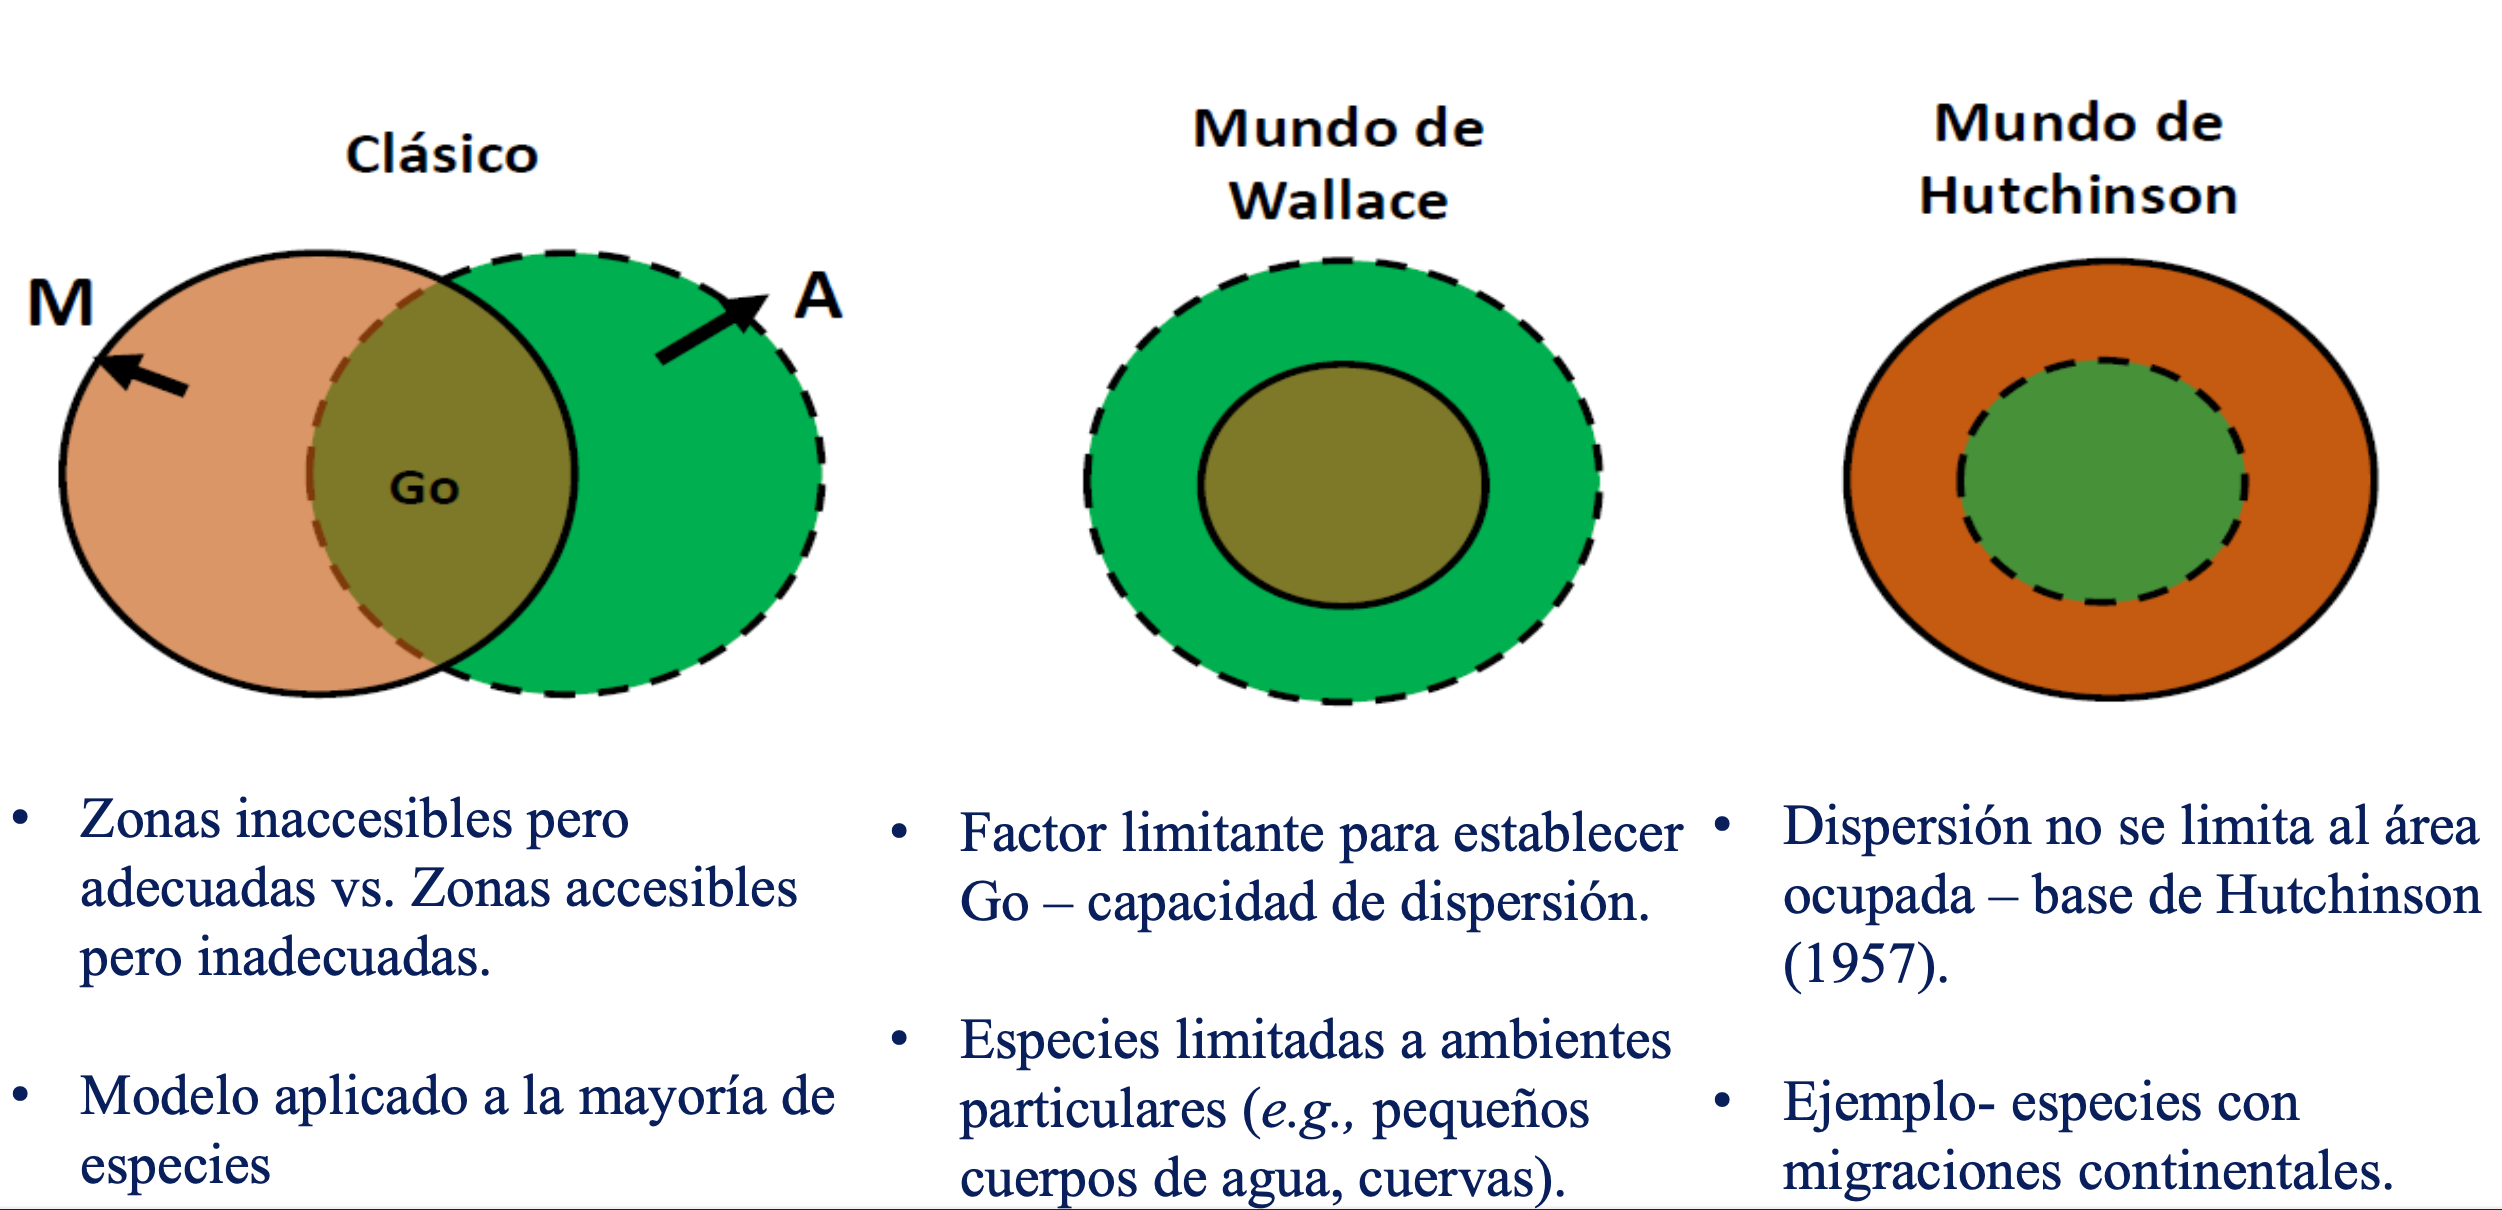 Clásico
M
A
Go
• Zonas inaccesibles pero
adecuadas vs. Zonas accesibles
pero inadecuadas.
• Modelo aplicado a la mayoría de
especies
Mundo de
Wallace
• Factor limitante para establecer
Go – capacidad de dispersión.
• Especies limitadas a ambientes
particulares (e.g., pequeños
cuerpos de agua, cuervas).
Mundo de
Hutchinson
• Dispersión no se limita al área
ocupada – base de Hutchinson
(1957).
• Ejemplo- especies con
migraciones continentales.